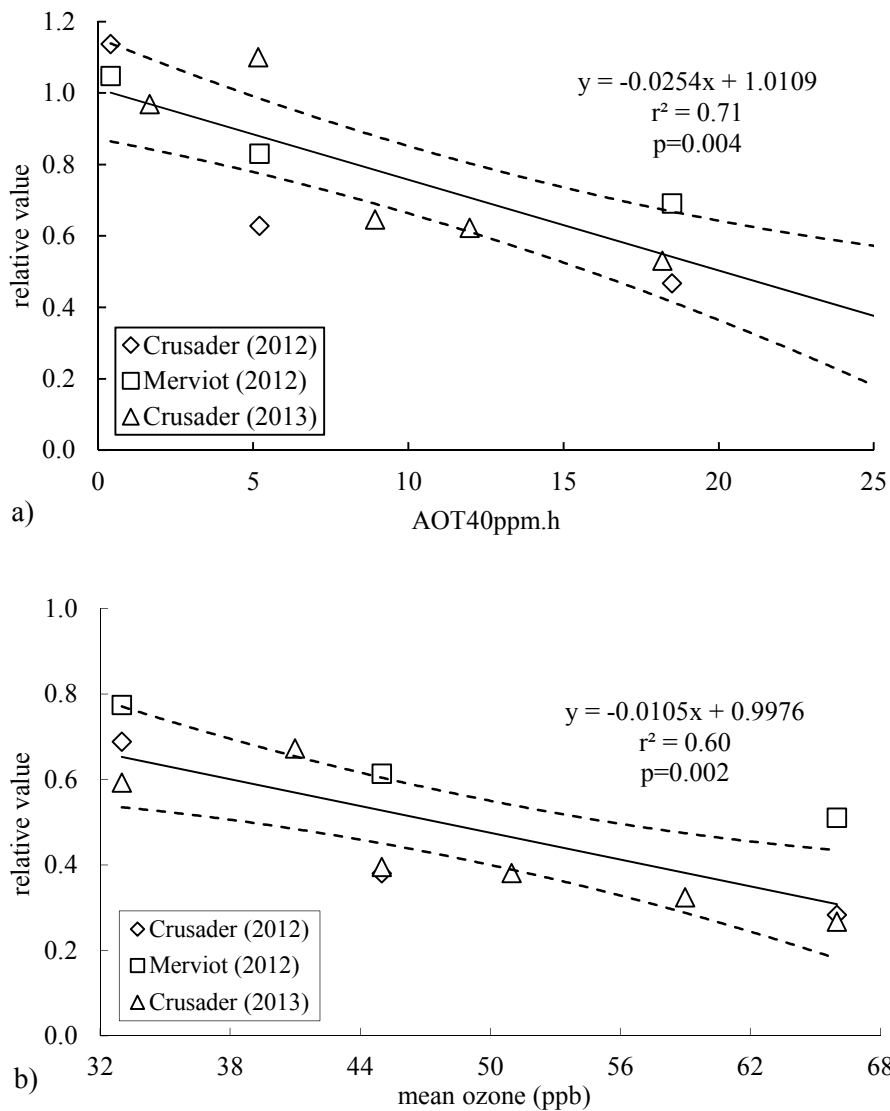 1.2
1.0
0.8
0.6
0.4
0.2
0.0
relative value
y = -0.0254x + 1.0109
r² = 0.71
p=0.004
Crusader (2012)
Merviot (2012)
Crusader (2013)
0 5 10 15 20 25
AOT40ppm.h
a)
1.0
0.8
0.6
0.4
0.2
0.0
relative value
y = -0.0105x + 0.9976
r² = 0.60
p=0.002
Crusader (2012)
Merviot (2012)
Crusader (2013)
32 38 44 50 56 62 68
mean ozone (ppb)
b)